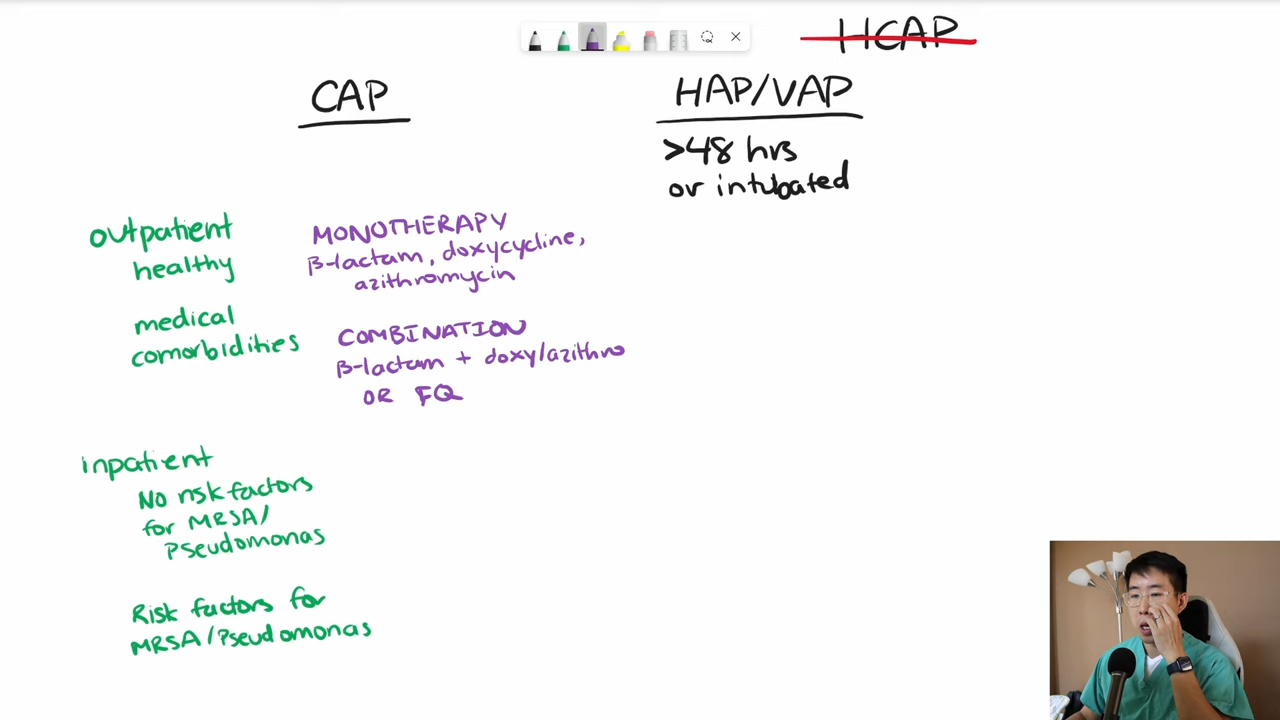 HCAP
CAP
HAP/VAP
>48 hrs
or intubated
outpatient
healthy
MONOTHERAPY
β-lactam, doxycycline,
azithromycin
medical
comorbidities
COMBINATION
β-lactam + doxy/azithro
OR FQ
inpatient
No risk factors
for MRSA/
Pseudomonas
Risk factors for
MRSA/Pseudomonas